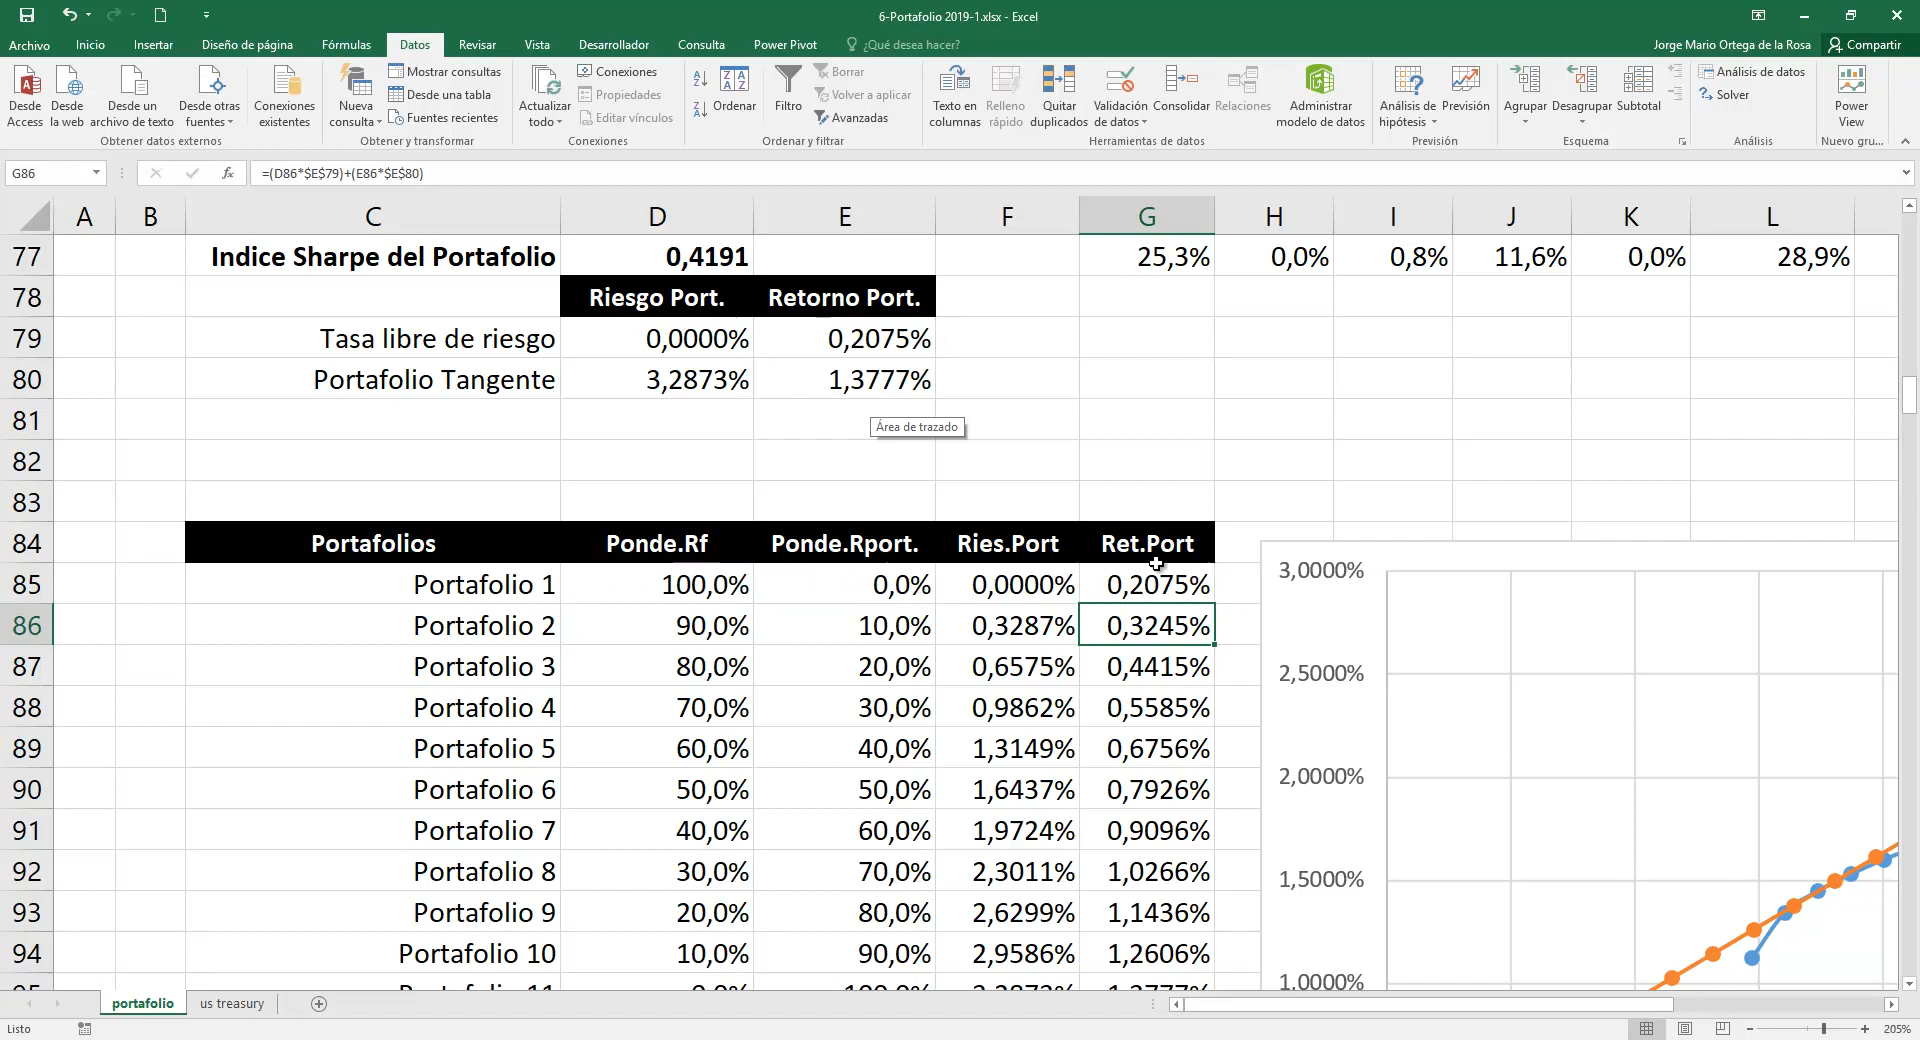 6-Portafolio 2019-1.xlsx - Excel
Archivo Inicio Insertar Diseño de página Fórmulas Datos Revisar Vista Desarrollador Consulta Power Pivot ¿Qué desea hacer? Jorge Mario Ortega de la Rosa Compartir
Desde Access
Desde la web
Desde un archivo de texto
Desde otras fuentes
Conexiones existentes
Obtener datos externos
Nueva consulta
Mostrar consultas
Desde una tabla
Fuentes recientes
Obtener y transformar
Actualizar todo
Conexiones
Propiedades
Editar vínculos
Conexiones
Ordenar
Filtro
Borrar
Volver a aplicar
Avanzadas
Ordenar y filtrar
Texto en columnas
Relleno rápido
Quitar duplicados
Validación de datos
Consolidar
Relaciones
Administrar modelo de datos
Herramientas de datos
Análisis de hipótesis
Previsión
Previsión
Agrupar
Desagrupar
Subtotal
Esquema
Análisis de datos
Solver
Análisis
Power View
Nuevo gru...
G86 fx =(D86*$E$79)+(E86*$E$80)
A B C D E F G H I J K L
77 Indice Sharpe del Portafolio 0,4191 25,3% 0,0% 0,8% 11,6% 0,0% 28,9%
78 Riesgo Port. Retorno Port.
79 Tasa libre de riesgo 0,0000% 0,2075%
80 Portafolio Tangente 3,2873% 1,3777%
81
Área de trazado
82
83
84 Portafolios Ponde.Rf Ponde.Rport. Ries.Port Ret.Port
85 Portafolio 1 100,0% 0,0% 0,0000% 0,2075%
86 Portafolio 2 90,0% 10,0% 0,3287% 0,3245%
87 Portafolio 3 80,0% 20,0% 0,6575% 0,4415%
88 Portafolio 4 70,0% 30,0% 0,9862% 0,5585%
89 Portafolio 5 60,0% 40,0% 1,3149% 0,6756%
90 Portafolio 6 50,0% 50,0% 1,6437% 0,7926%
91 Portafolio 7 40,0% 60,0% 1,9724% 0,9096%
92 Portafolio 8 30,0% 70,0% 2,3011% 1,0266%
93 Portafolio 9 20,0% 80,0% 2,6299% 1,1436%
94 Portafolio 10 10,0% 90,0% 2,9586% 1,2606%
3,0000%
2,5000%
2,0000%
1,5000%
1,0000%
portafolio us treasury
Listo 205%